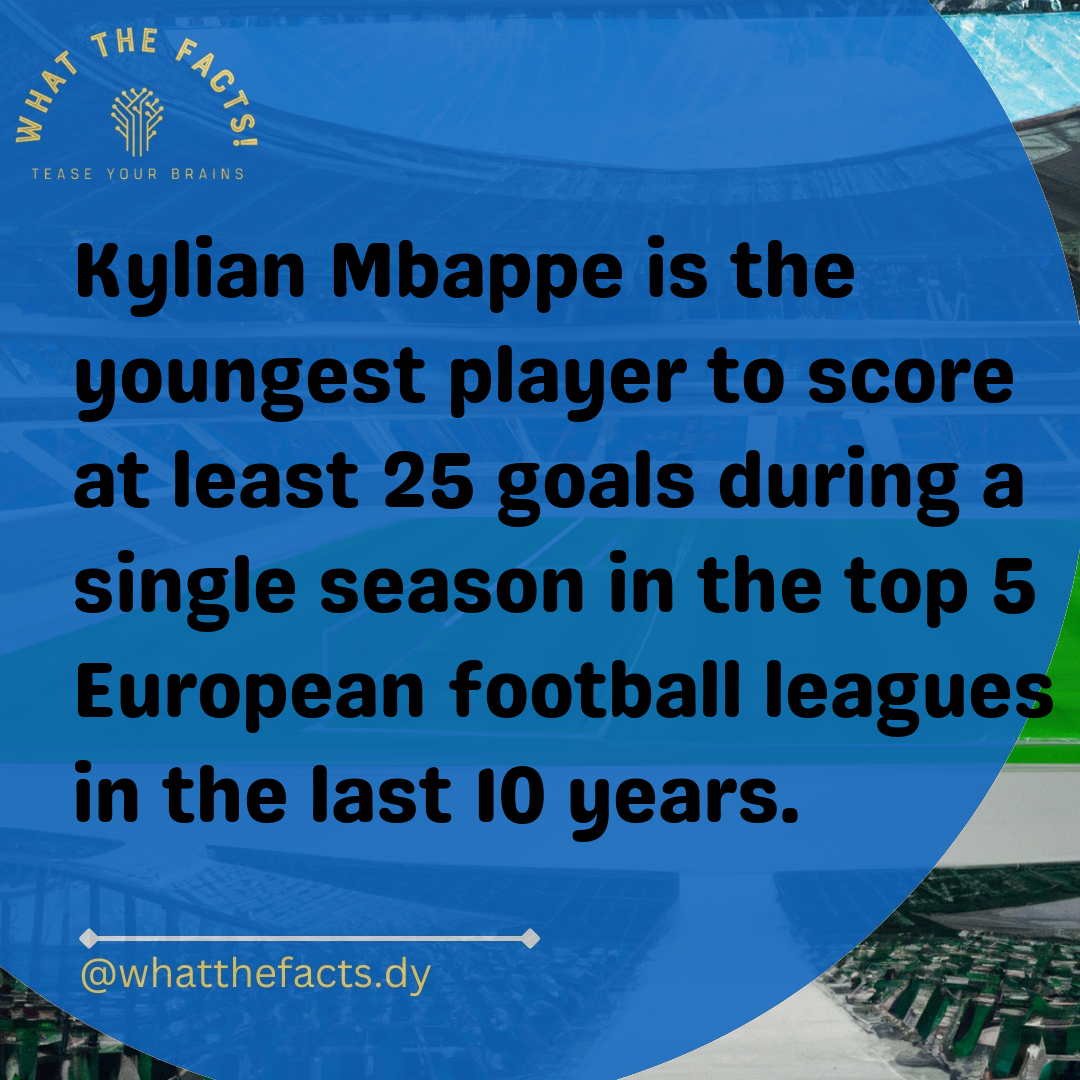 WHAT THE FACTS!
TEASE YOUR BRAINS
Kylian Mbappe is the
youngest player to score
at least 25 goals during a
single season in the top 5
European football leagues
in the last 10 years.
@whatthefacts.dy